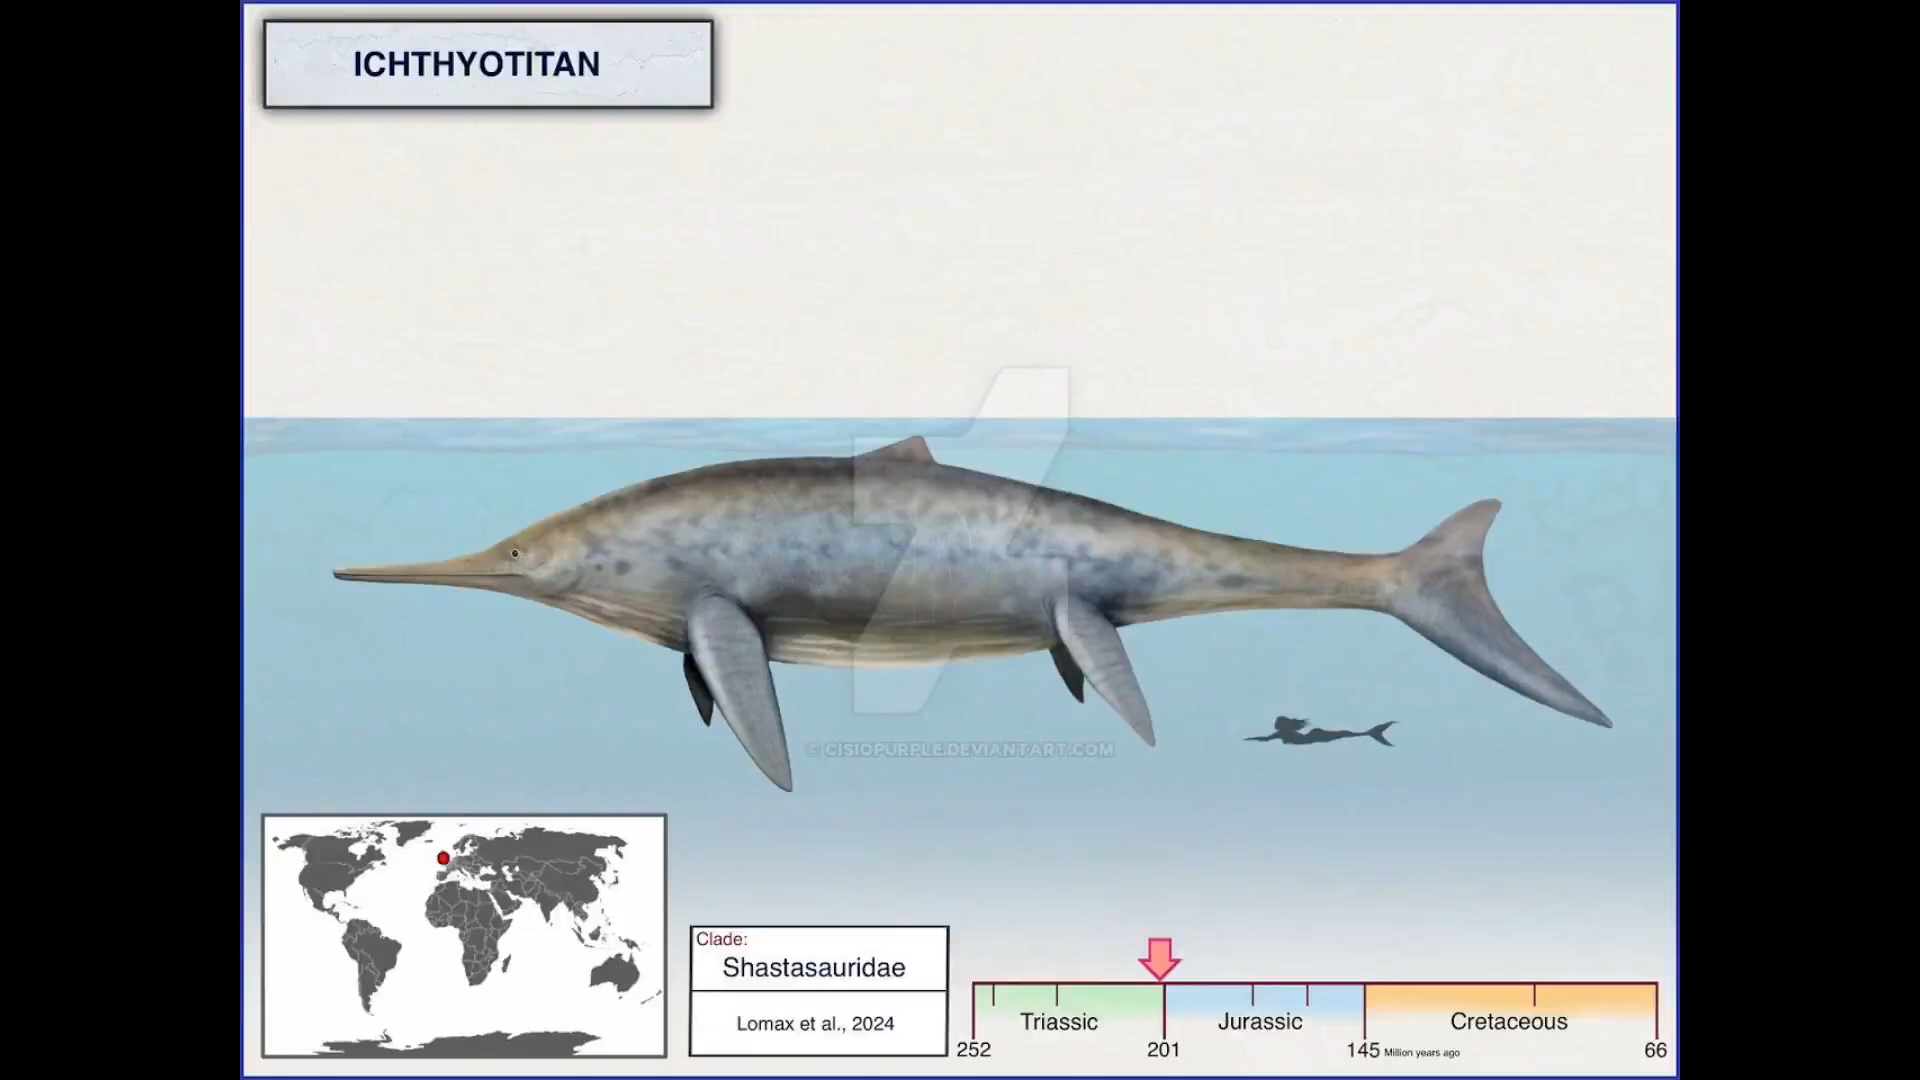 ICHTHYOTITAN
© CISIOPURPLE.DEVIANTART.COM
Clade:
Shastasauridae
Lomax et al., 2024
Triassic
Jurassic
Cretaceous
252
201
145 Million years ago
66